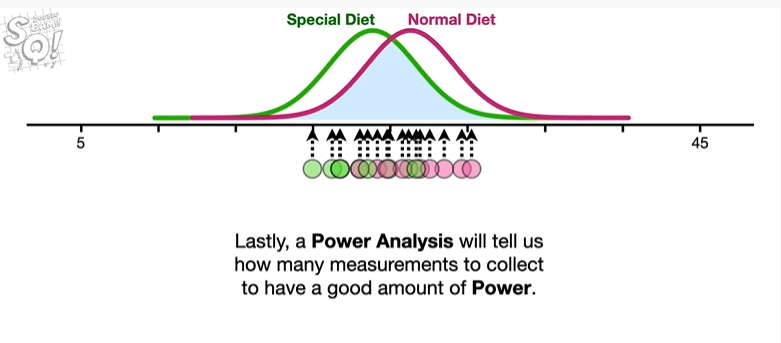 Special Diet
Normal Diet
5
45
Lastly, a Power Analysis will tell us
how many measurements to collect
to have a good amount of Power.